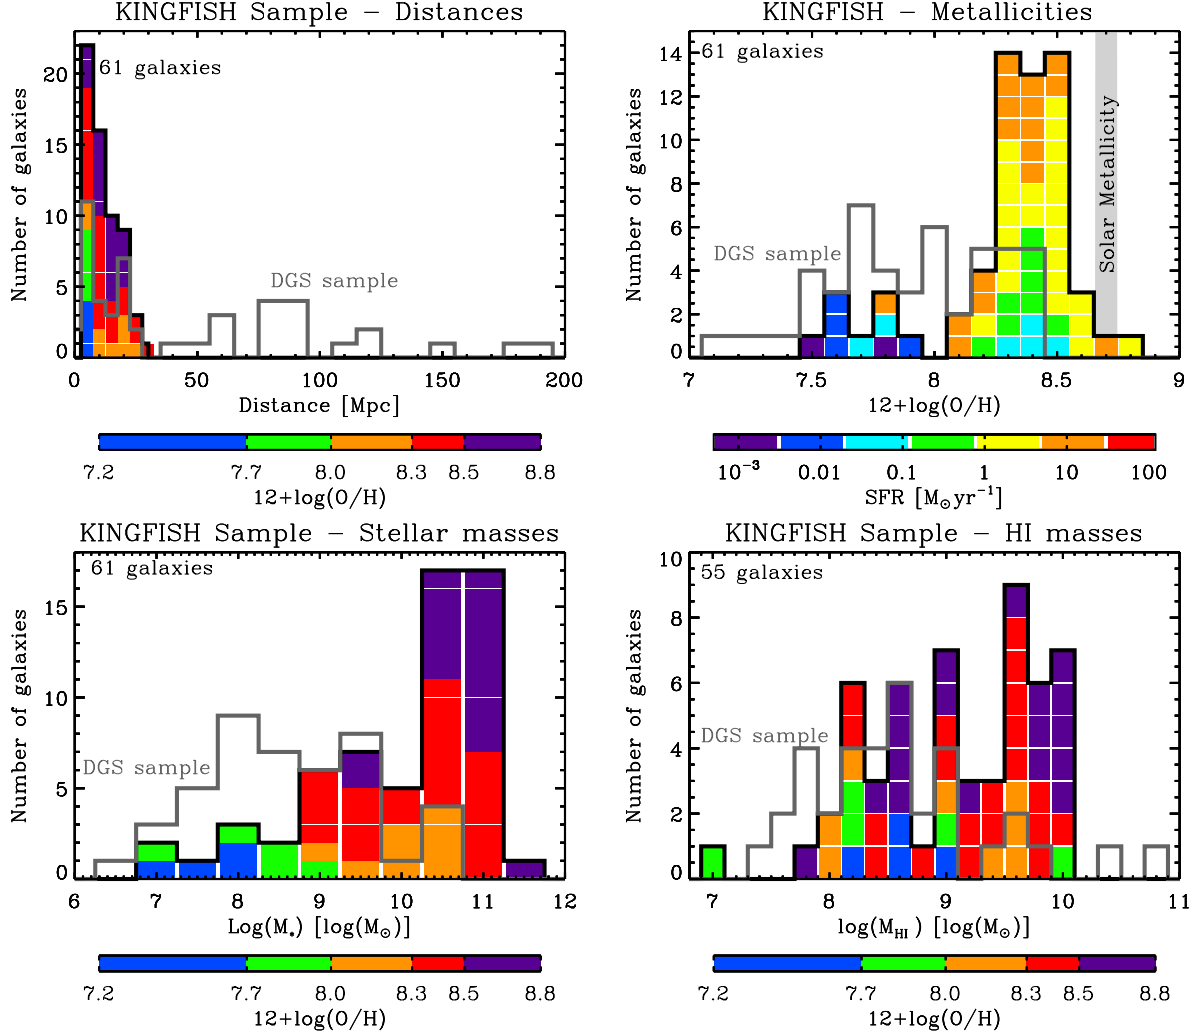 KINGFISH Sample − Distances
61 galaxies
DGS sample
Number of galaxies
20
15
10
5
0
0 50 100 150 200
Distance [Mpc]
7.2 7.7 8.0 8.3 8.5 8.8
12+log(O/H)
KINGFISH − Metallicities
61 galaxies
DGS sample
Solar Metallicity
Number of galaxies
14
12
10
8
6
4
2
0
7 7.5 8 8.5 9
12+log(O/H)
10⁻³ 0.01 0.1 1 10 100
SFR [M☉yr⁻¹]
KINGFISH Sample − Stellar masses
61 galaxies
DGS sample
Number of galaxies
15
10
5
0
6 7 8 9 10 11 12
Log(M*) [log(M☉)]
7.2 7.7 8.0 8.3 8.5 8.8
12+log(O/H)
KINGFISH Sample − HI masses
55 galaxies
DGS sample
Number of galaxies
10
8
6
4
2
0
7 8 9 10 11
log(M_HI) [log(M☉)]
7.2 7.7 8.0 8.3 8.5 8.8
12+log(O/H)